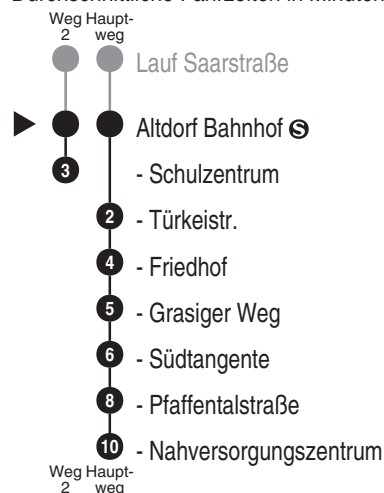 Durchschnittliche Fahrzeiten in Minuten
Weg Haupt-
2 weg
Lauf Saarstraße
Altdorf Bahnhof S
3 - Schulzentrum
2 - Türkeistr.
4 - Friedhof
5 - Grasiger Weg
6 - Südtangente
8 - Pfaffentalstraße
10 - Nahversorgungszentrum
Weg Haupt-
2 weg